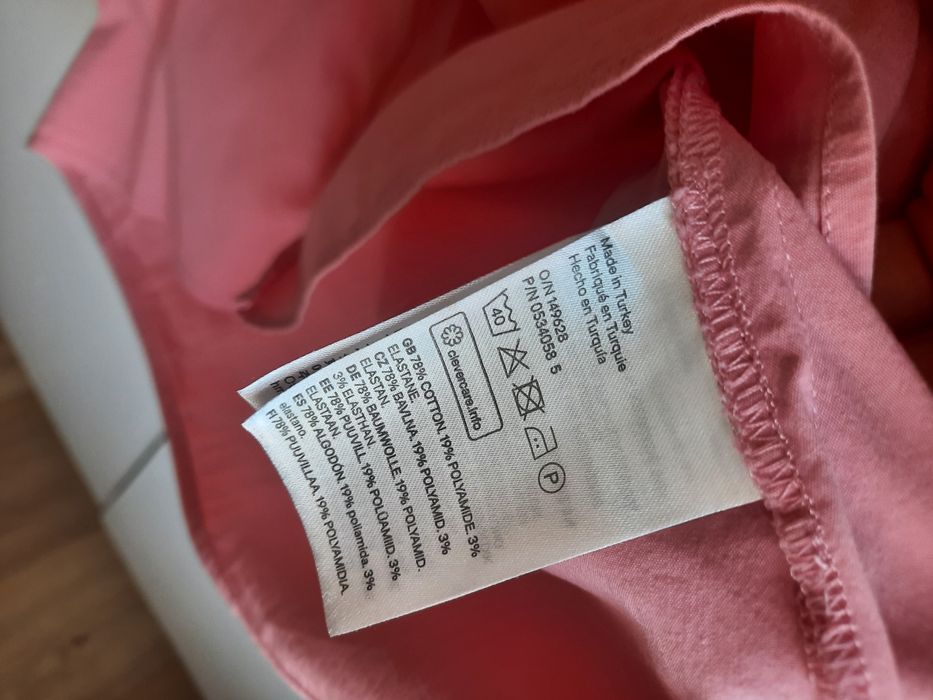 Made in Turkey
Fabriqué en Turquie
Hecho en Turquía
O/N 149628
P/N 0534058 5
40
P
clevercare.info
GB 78% COTTON. 19% POLYAMIDE. 3%
ELASTANE.
CZ 78% BAVLNA. 19% POLYAMID. 3%
ELASTAN.
DE 78% BAUMWOLLE. 19% POLYAMID.
3% ELASTHAN.
EE 78% PUUVILL. 19% POLÜAMIID. 3%
ELASTAAN.
ES 78% ALGODÓN. 19% poliamida. 3%
elastano.
FI 78% PUUVILLAA. 19% POLYAMIDIA.